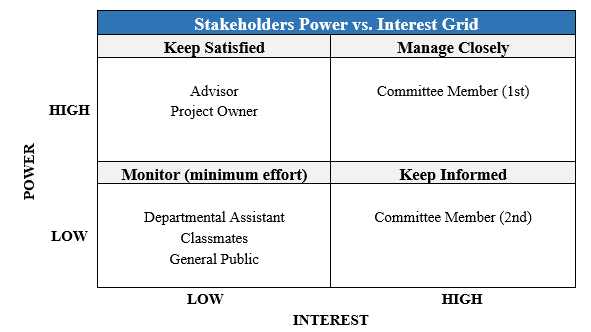 Stakeholders Power vs. Interest Grid
Keep Satisfied
Manage Closely
HIGH
Advisor
Project Owner
Committee Member (1st)
POWER
Monitor (minimum effort)
Keep Informed
LOW
Departmental Assistant
Classmates
General Public
Committee Member (2nd)
LOW
HIGH
INTEREST